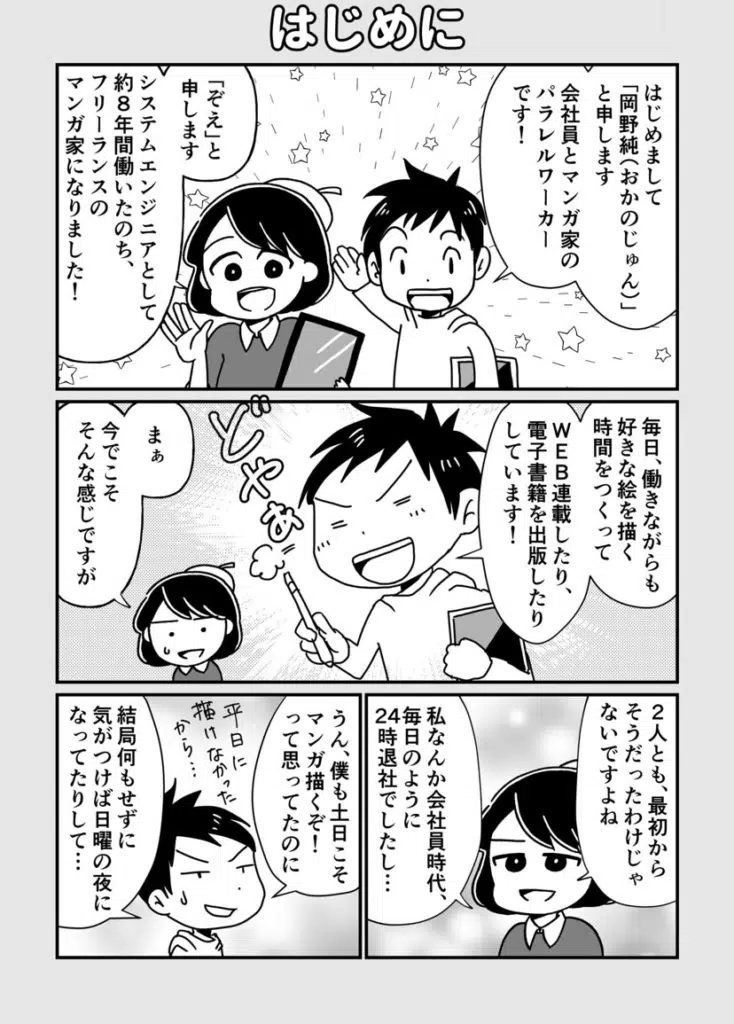 はじめに
はじめまして
「岡野純(おかのじゅん)」
と申します
会社員とマンガ家の
パラレルワーカー
です！
「ぞえ」と
申します
システムエンジニアとして
約８年間働いたのち、
フリーランスの
マンガ家になりました！
毎日、働きながらも
好きな絵を描く
時間をつくって
ＷＥＢ連載したり、
電子書籍を出版したり
しています！
どやぁ
まぁ
今でこそ
そんな感じですが
２人とも、最初から
そうだったわけじゃ
ないですよね
私なんか会社員時代、
毎日のように
24時退社でしたし…
うん、僕も土日こそ
マンガ描くぞ！
って思ってたのに
平日に
描けなかった
から…
結局何もせずに
気がつけば日曜の夜に
なってたりして…